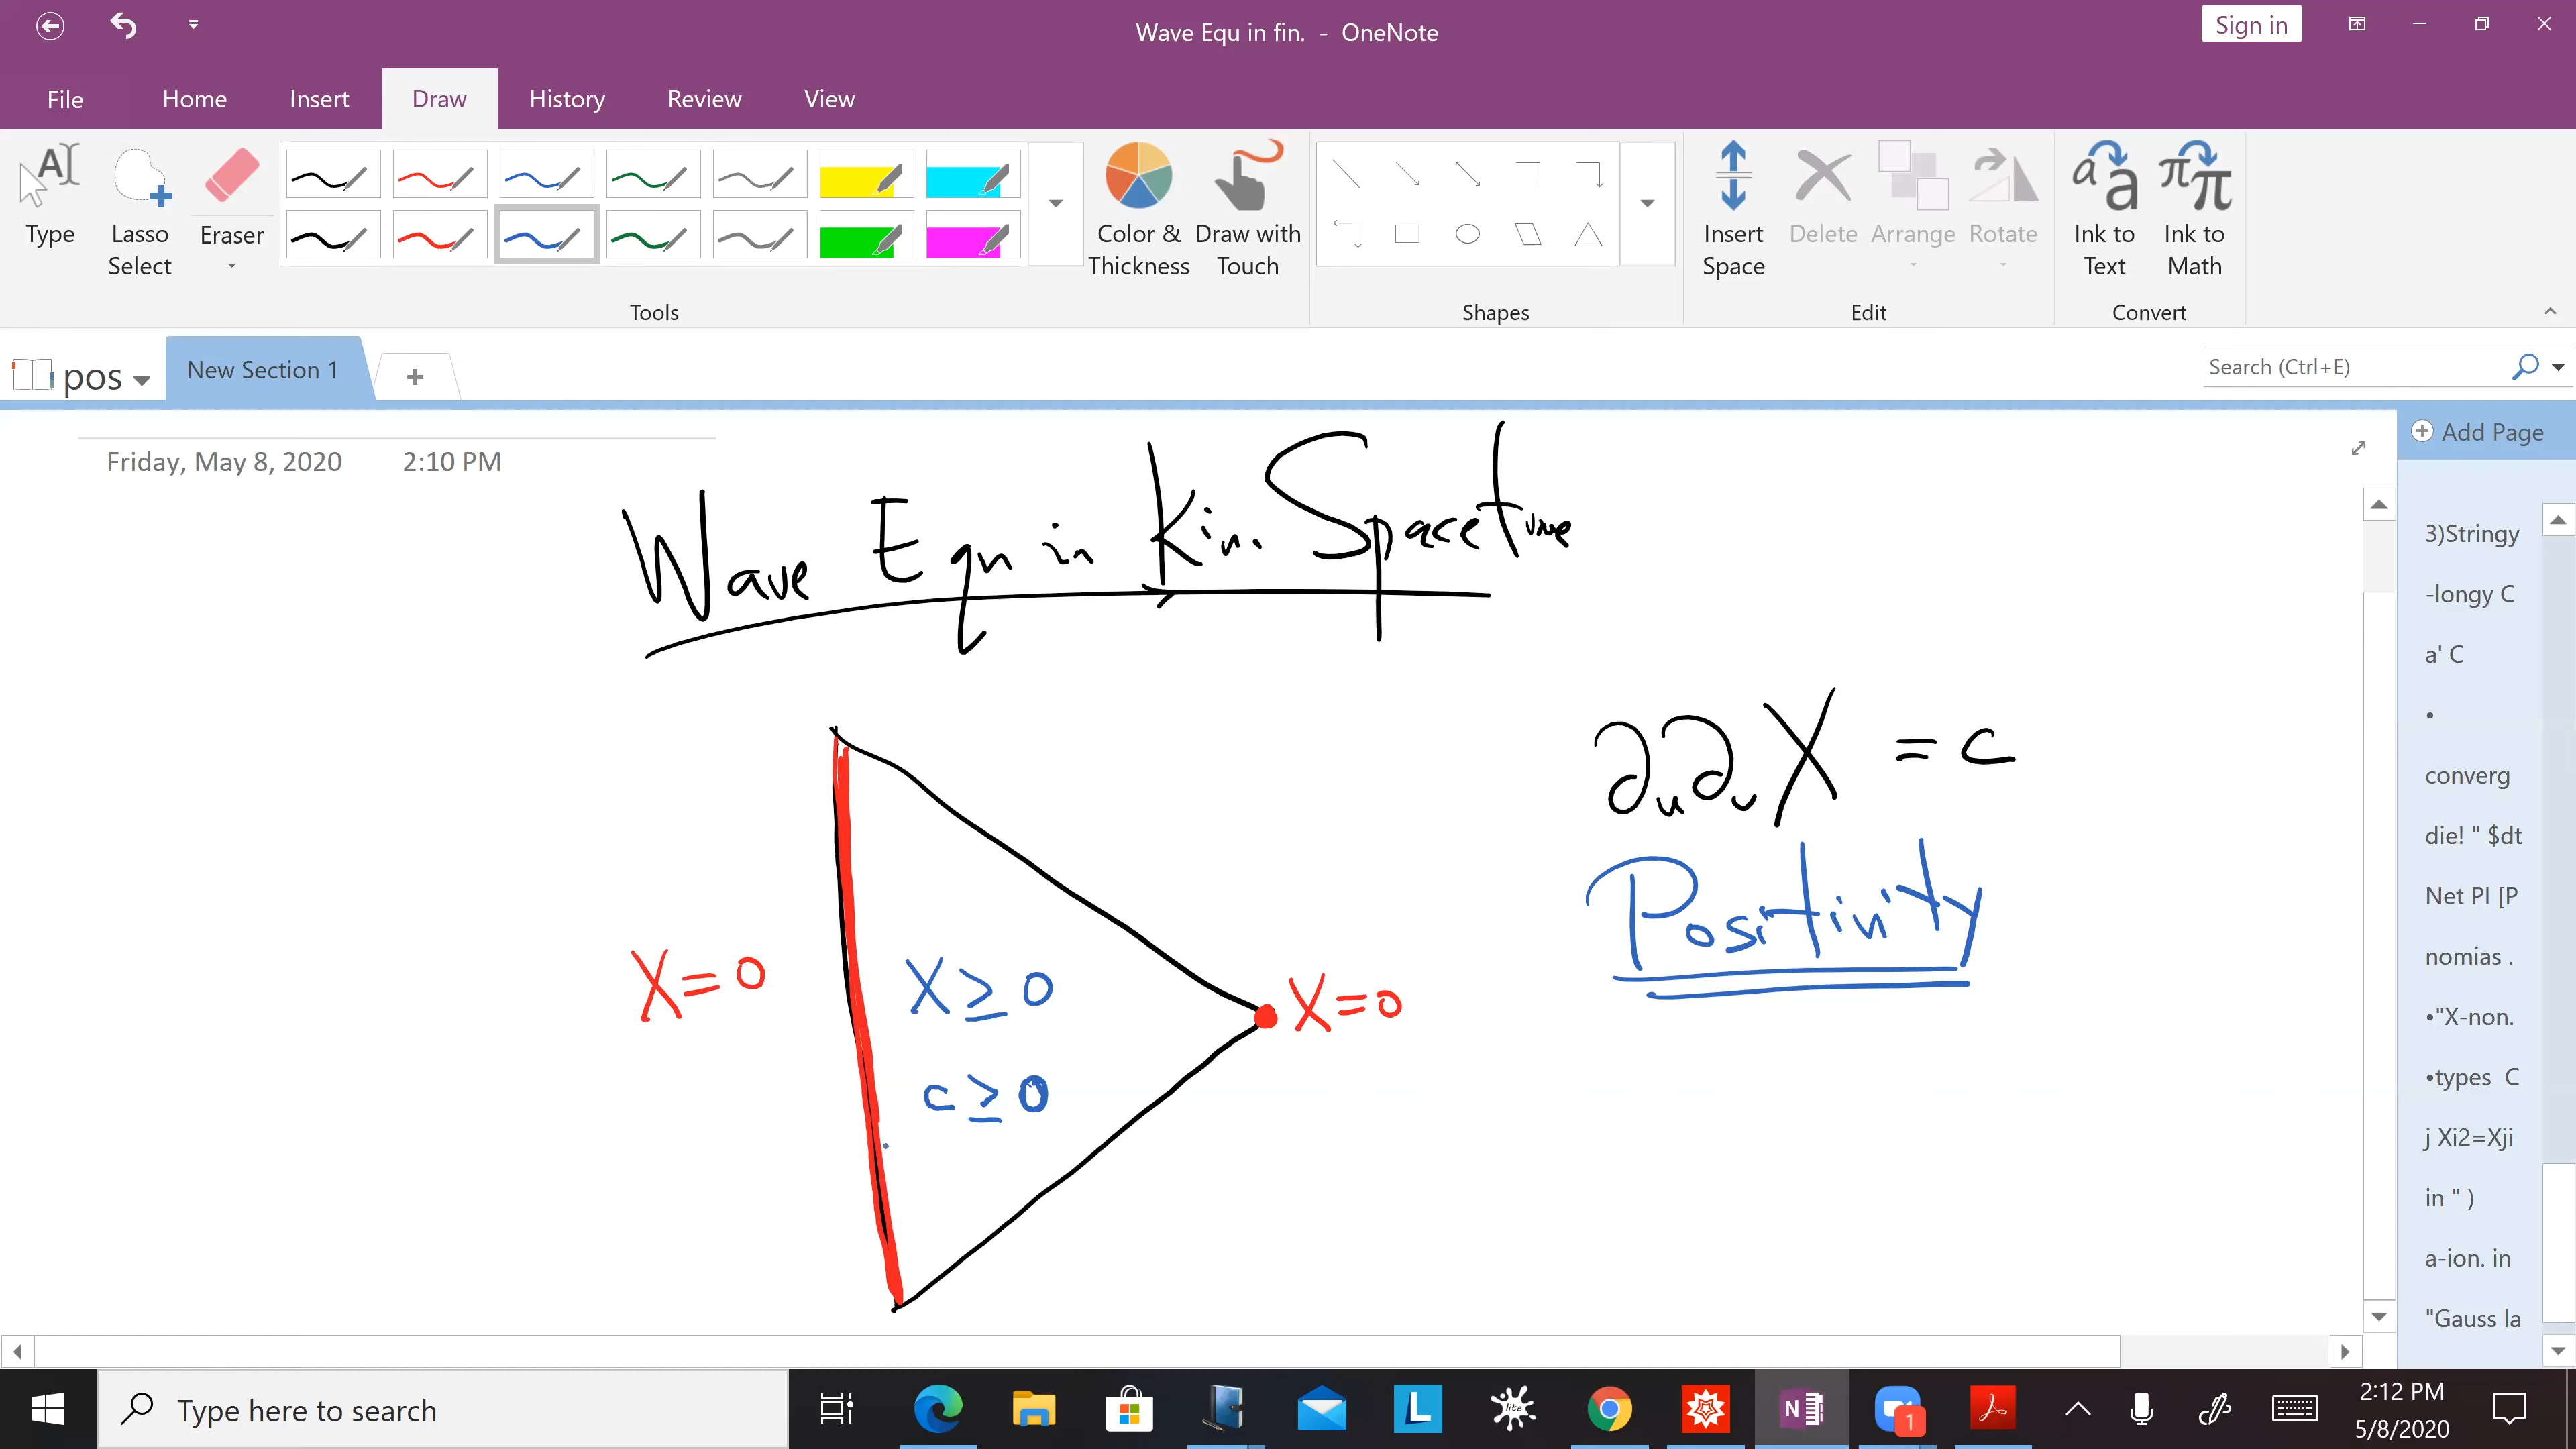 Wave Equ in fin. - OneNote
Sign in
File Home Insert Draw History Review View
Type
Lasso Select
Eraser
Color & Thickness
Draw with Touch
Insert Space
Delete
Arrange
Rotate
Ink to Text
Ink to Math
Tools
Shapes
Edit
Convert
pos
New Section 1
+
Search (Ctrl+E)
Add Page
Friday, May 8, 2020 2:10 PM
Wave Eqn in Kin. Spacetime
∂u∂v X = c
Positivity
X = 0
X ≥ 0
X = 0
c ≥ 0
3)Stringy
-longy C
a' C
•
converg
die! " $dt
Net Pl [P
nomias .
•"X-non.
•types C
j Xi2=Xji
in " )
a-ion. in
"Gauss la
Type here to search
L
lite
N
1
2:12 PM
5/8/2020